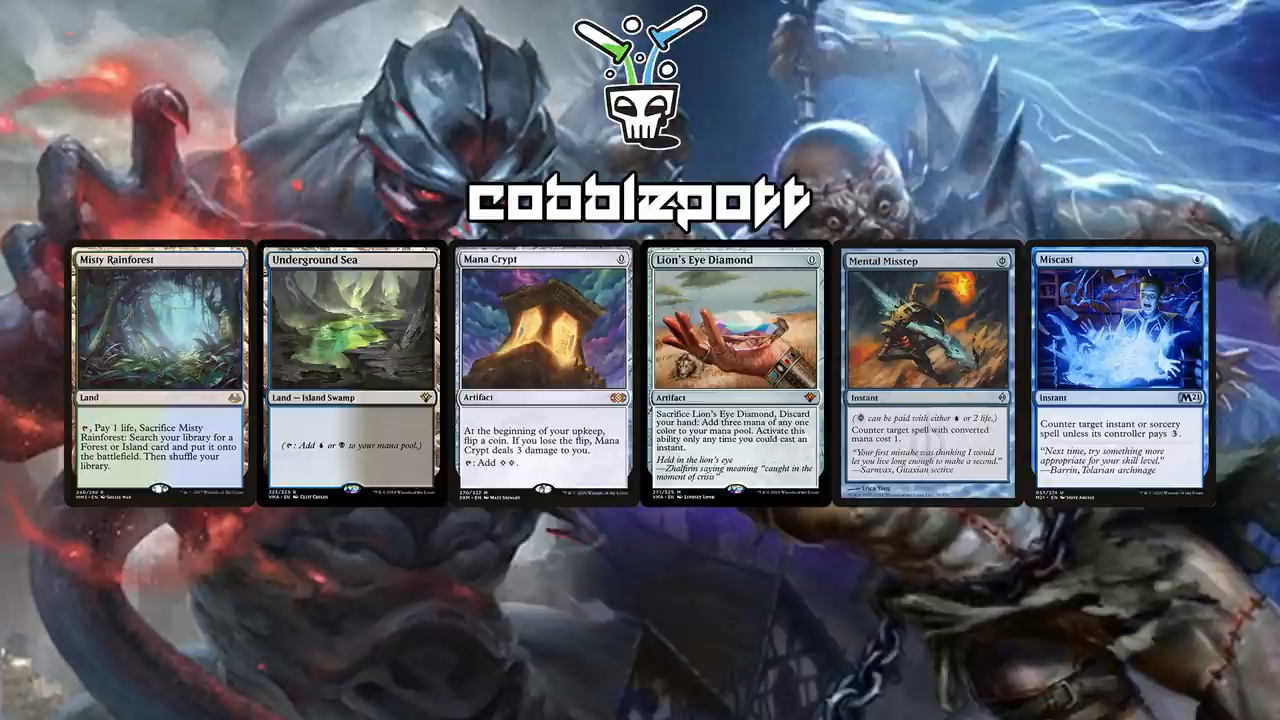 cobblzpott
Misty Rainforest
Land
, Pay 1 life, Sacrifice Misty
Rainforest: Search your library for a
Forest or Island card and put it onto
the battlefield. Then shuffle your
library.
Underground Sea
Land — Island Swamp
( : Add or to your mana pool.)
Mana Crypt 0
Artifact
At the beginning of your upkeep,
flip a coin. If you lose the flip, Mana
Crypt deals 3 damage to you.
: Add .
Lion's Eye Diamond 0
Artifact
Sacrifice Lion's Eye Diamond, Discard
your hand: Add three mana of any one
color to your mana pool. Activate this
ability only any time you could cast an
instant.
Held in the lion's eye
—Zhalfirin saying meaning "caught in the
moment of crisis"
Mental Misstep
Instant
( can be paid with either or 2 life.)
Counter target spell with converted
mana cost 1.
"Your first mistake was thinking I would
let you live long enough to make a second."
—Sarnvax, Gitaxian sective
Erica Yang
Miscast
Instant M21
Counter target instant or sorcery
spell unless its controller pays 3.
"Next time, try something more
appropriate for your skill level."
—Barrin, Tolarian archmage